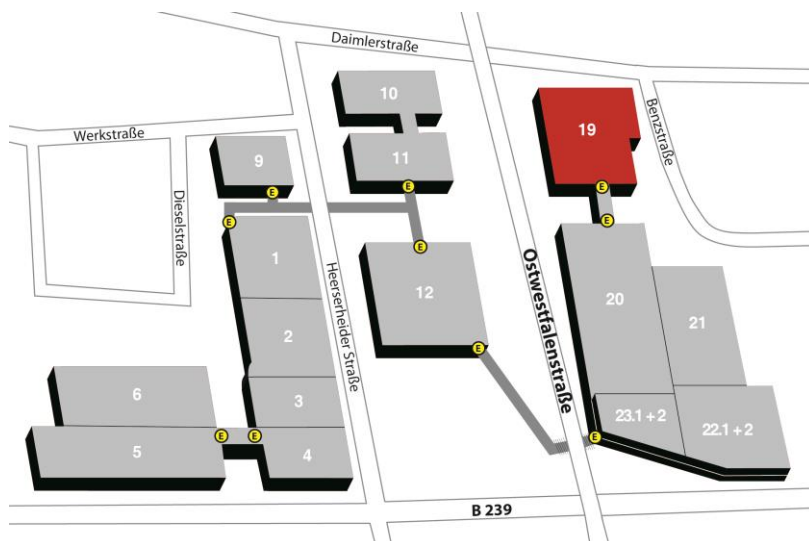 Daimlerstraße
10
19
Benzstraße
Werkstraße
9
11
E
E
E
E
E
Dieselstraße
1
E
Heerserheider Straße
12
Ostwestfalenstraße
20
21
2
E
6
3
23.1 + 2
22.1 + 2
5
E
E
4
E
B 239